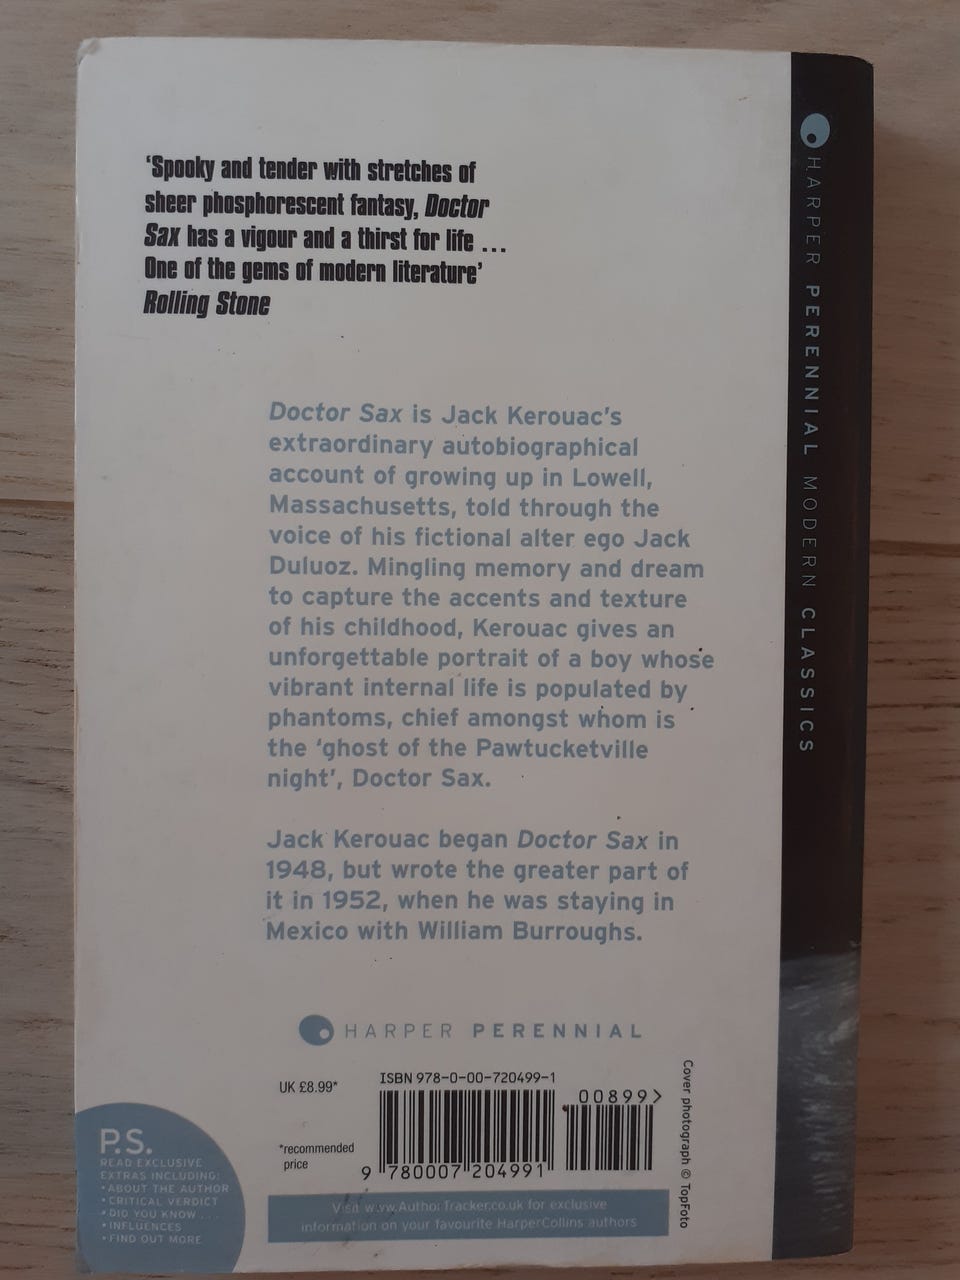 ‘Spooky and tender with stretches of
sheer phosphorescent fantasy, Doctor
Sax has a vigour and a thirst for life ...
One of the gems of modern literature’
Rolling Stone
Doctor Sax is Jack Kerouac’s
extraordinary autobiographical
account of growing up in Lowell,
Massachusetts, told through the
voice of his fictional alter ego Jack
Duluoz. Mingling memory and dream
to capture the accents and texture
of his childhood, Kerouac gives an
unforgettable portrait of a boy whose
vibrant internal life is populated by
phantoms, chief amongst whom is
the ‘ghost of the Pawtucketville
night’, Doctor Sax.
Jack Kerouac began Doctor Sax in
1948, but wrote the greater part of
it in 1952, when he was staying in
Mexico with William Burroughs.
HARPER PERENNIAL
UK £8.99*
*recommended
price
ISBN 978-0-00-720499-1
00899>
9 780007 204991
Cover photograph © TopFoto
Visit www.AuthorTracker.co.uk for exclusive
information on your favourite HarperCollins authors
P.S.
READ EXCLUSIVE
EXTRAS INCLUDING:
• ABOUT THE AUTHOR
• CRITICAL VERDICT
• DID YOU KNOW ...
• INFLUENCES
• FIND OUT MORE
HARPER PERENNIAL MODERN CLASSICS